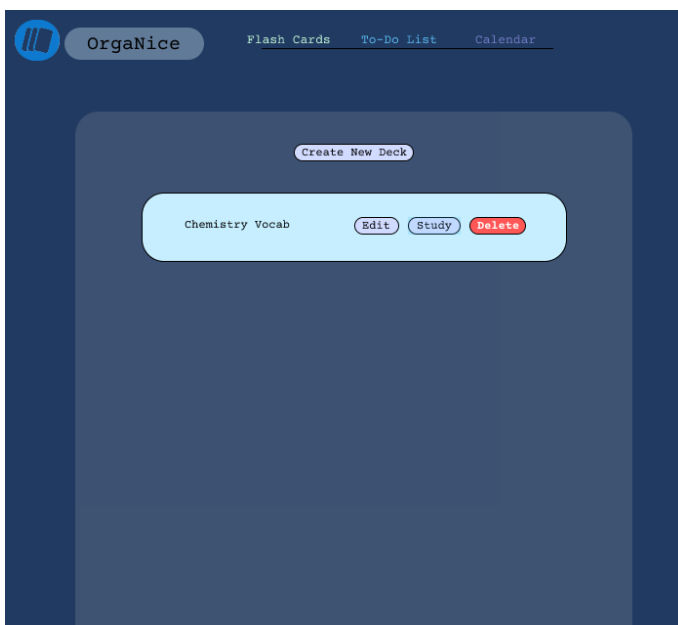 OrgaNice
Flash Cards To-Do List Calendar
Create New Deck
Chemistry Vocab Edit Study Delete